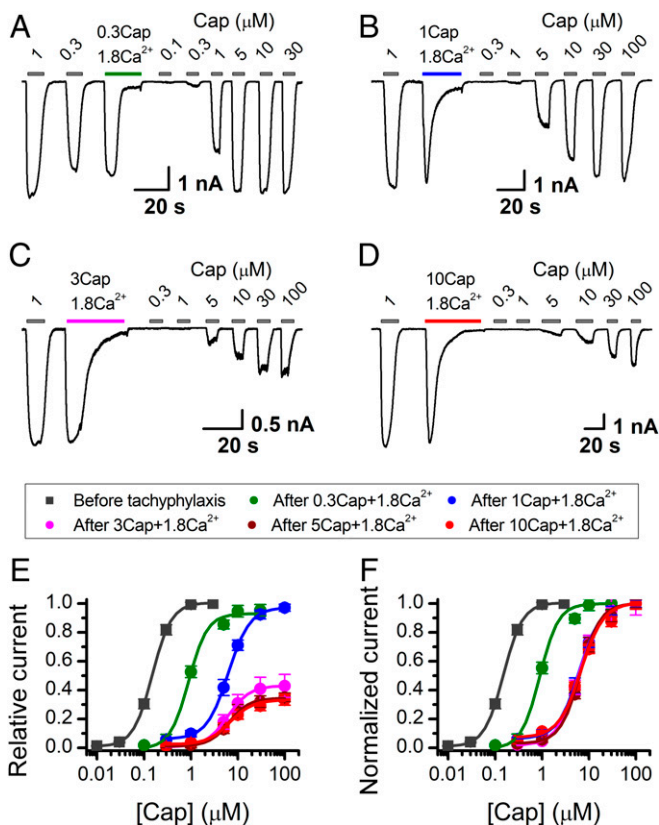 A
0.3Cap
1.8Ca²⁺
Cap (μM)
1
0.3
0.1
0.3
1
5
10
30
1 nA
20 s
B
1Cap
1.8Ca²⁺
Cap (μM)
1
0.3
1
5
10
30
100
1 nA
20 s
C
3Cap
1.8Ca²⁺
Cap (μM)
1
0.3
1
5
10
30
100
0.5 nA
20 s
D
10Cap
1.8Ca²⁺
Cap (μM)
1
0.3
1
5
10
30
100
1 nA
20 s
Before tachyphylaxis
After 0.3Cap+1.8Ca²⁺
After 1Cap+1.8Ca²⁺
After 3Cap+1.8Ca²⁺
After 5Cap+1.8Ca²⁺
After 10Cap+1.8Ca²⁺
E
Relative current
1.0
0.8
0.6
0.4
0.2
0.0
0.01 0.1 1 10 100
[Cap] (μM)
F
Normalized current
1.0
0.8
0.6
0.4
0.2
0.0
0.01 0.1 1 10 100
[Cap] (μM)